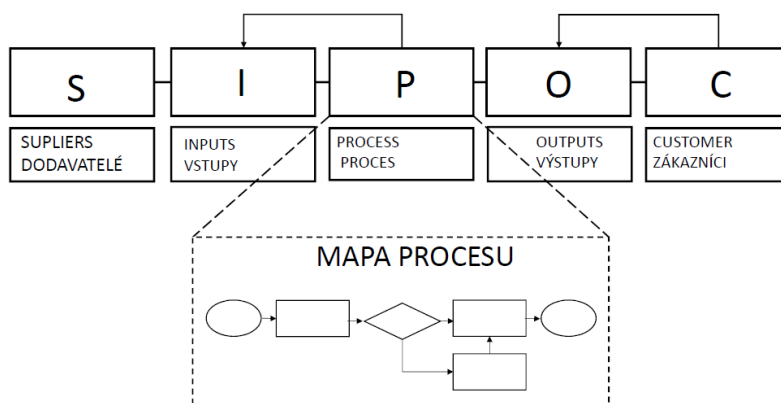 S
I
P
O
C
SUPLIERS
DODAVATELÉ
INPUTS
VSTUPY
PROCESS
PROCES
OUTPUTS
VÝSTUPY
CUSTOMER
ZÁKAZNÍCI
MAPA PROCESU